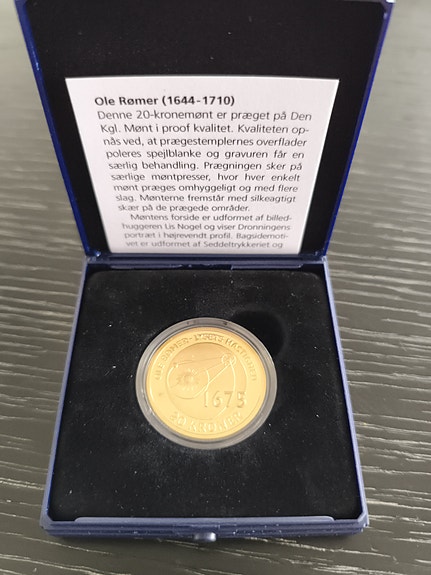 Ole Rømer (1644-1710)
Denne 20-kronemønt er præget på Den
Kgl. Mønt i proof kvalitet. Kvaliteten op-
nås ved, at prægestemplernes overflader
poleres spejlblanke og gravuren får en
særlig behandling. Prægningen sker på
særlige møntpresser, hvor hver enkelt
mønt præges omhyggeligt og med flere
slag. Mønterne fremstår med silkeagtigt
skær på de prægede områder.
Møntens forside er udformet af billed-
huggeren Lis Nogel og viser Dronningens
portræt i højrevendt profil. Bagsidemoti-
vet er udformet af Seddeltrykkeriet og
OLE RØMER
1675
20 KRONER